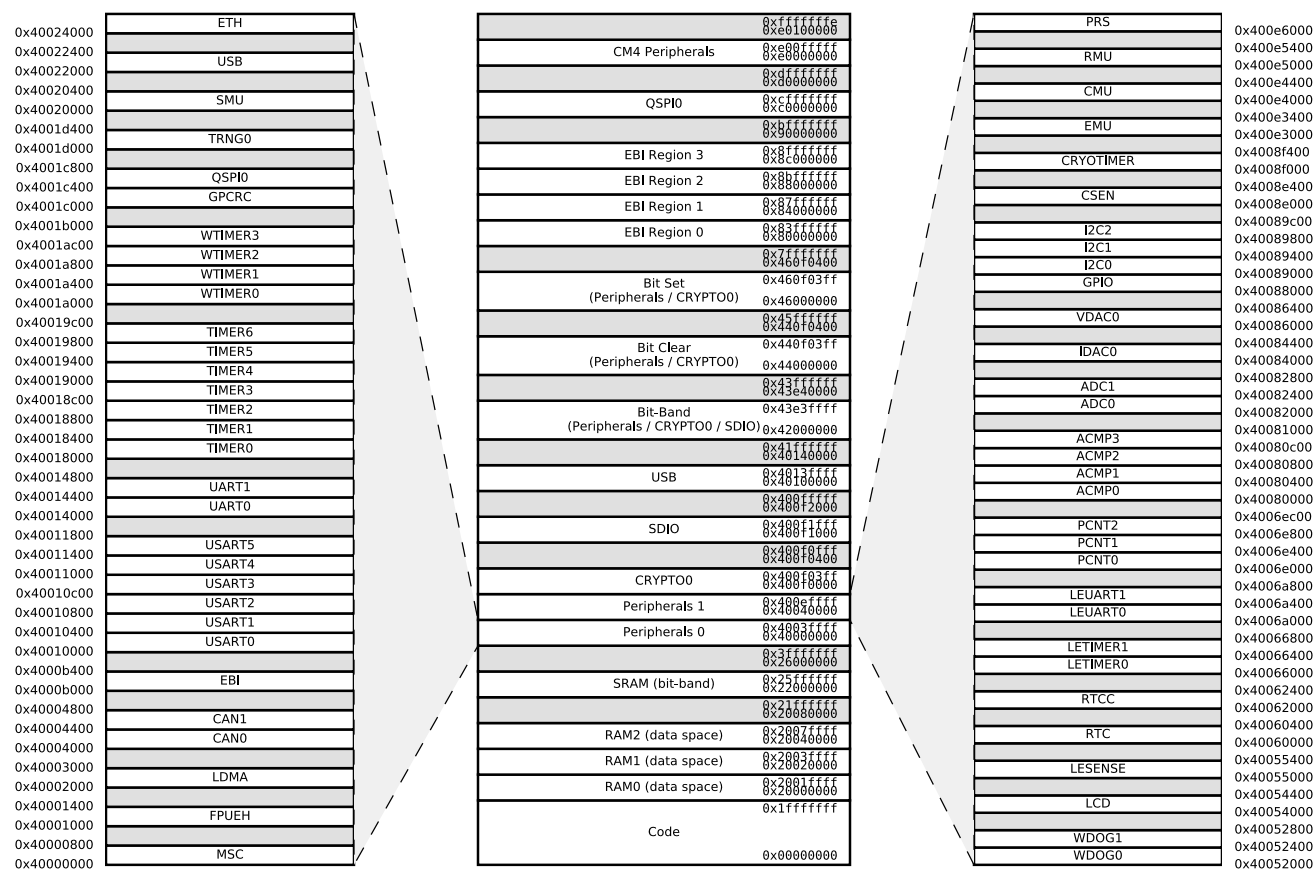 ETH
0x40024000
0x40022400
USB
0x40022000
0x40020400
SMU
0x40020000
0x4001d400
TRNG0
0x4001d000
0x4001c800
QSPI0
0x4001c400
GPCRC
0x4001c000
0x4001b000
WTIMER3
0x4001ac00
WTIMER2
0x4001a800
WTIMER1
0x4001a400
WTIMER0
0x4001a000
0x40019c00
TIMER6
0x40019800
TIMER5
0x40019400
TIMER4
0x40019000
TIMER3
0x40018c00
TIMER2
0x40018800
TIMER1
0x40018400
TIMER0
0x40018000
0x40014800
UART1
0x40014400
UART0
0x40014000
0x40011800
USART5
0x40011400
USART4
0x40011000
USART3
0x40010c00
USART2
0x40010800
USART1
0x40010400
USART0
0x40010000
0x4000b400
EBI
0x4000b000
0x40004800
CAN1
0x40004400
CAN0
0x40004000
0x40003000
LDMA
0x40002000
0x40001400
FPUEH
0x40001000
0x40000800
MSC
0x40000000
0xfffffffe
0xe0100000
CM4 Peripherals
0xe00fffff
0xe0000000
0xdfffffff
0xd0000000
QSPI0
0xcfffffff
0xc0000000
0xbfffffff
0x90000000
EBI Region 3
0x8fffffff
0x8c000000
EBI Region 2
0x8bffffff
0x88000000
EBI Region 1
0x87ffffff
0x84000000
EBI Region 0
0x83ffffff
0x80000000
0x7fffffff
0x460f0400
0x460f03ff
Bit Set
(Peripherals / CRYPTO0)
0x46000000
0x45ffffff
0x440f0400
0x440f03ff
Bit Clear
(Peripherals / CRYPTO0)
0x44000000
0x43ffffff
0x43e40000
0x43e3ffff
Bit-Band
(Peripherals / CRYPTO0 / SDIO)
0x42000000
0x41ffffff
0x40140000
USB
0x4013ffff
0x40100000
0x400fffff
0x400f2000
SDIO
0x400f1fff
0x400f1000
0x400f0fff
0x400f0400
CRYPTO0
0x400f03ff
0x400f0000
Peripherals 1
0x400effff
0x40040000
Peripherals 0
0x4003ffff
0x40000000
0x3fffffff
0x26000000
SRAM (bit-band)
0x25ffffff
0x22000000
0x21ffffff
0x20080000
RAM2 (data space)
0x2007ffff
0x20040000
RAM1 (data space)
0x2003ffff
0x20020000
RAM0 (data space)
0x2001ffff
0x20000000
0x1fffffff
Code
0x00000000
PRS
0x400e6000
0x400e5400
RMU
0x400e5000
0x400e4400
CMU
0x400e4000
0x400e3400
EMU
0x400e3000
0x4008f400
CRYOTIMER
0x4008f000
0x4008e400
CSEN
0x4008e000
0x40089c00
I2C2
0x40089800
I2C1
0x40089400
I2C0
0x40089000
GPIO
0x40088000
0x40086400
VDAC0
0x40086000
0x40084400
IDAC0
0x40084000
0x40082800
ADC1
0x40082400
ADC0
0x40082000
0x40081000
ACMP3
0x40080c00
ACMP2
0x40080800
ACMP1
0x40080400
ACMP0
0x40080000
0x4006ec00
PCNT2
0x4006e800
PCNT1
0x4006e400
PCNT0
0x4006e000
0x4006a800
LEUART1
0x4006a400
LEUART0
0x4006a000
0x40066800
LETIMER1
0x40066400
LETIMER0
0x40066000
0x40062400
RTCC
0x40062000
0x40060400
RTC
0x40060000
0x40055400
LESENSE
0x40055000
0x40054400
LCD
0x40054000
0x40052800
WDOG1
0x40052400
WDOG0
0x40052000